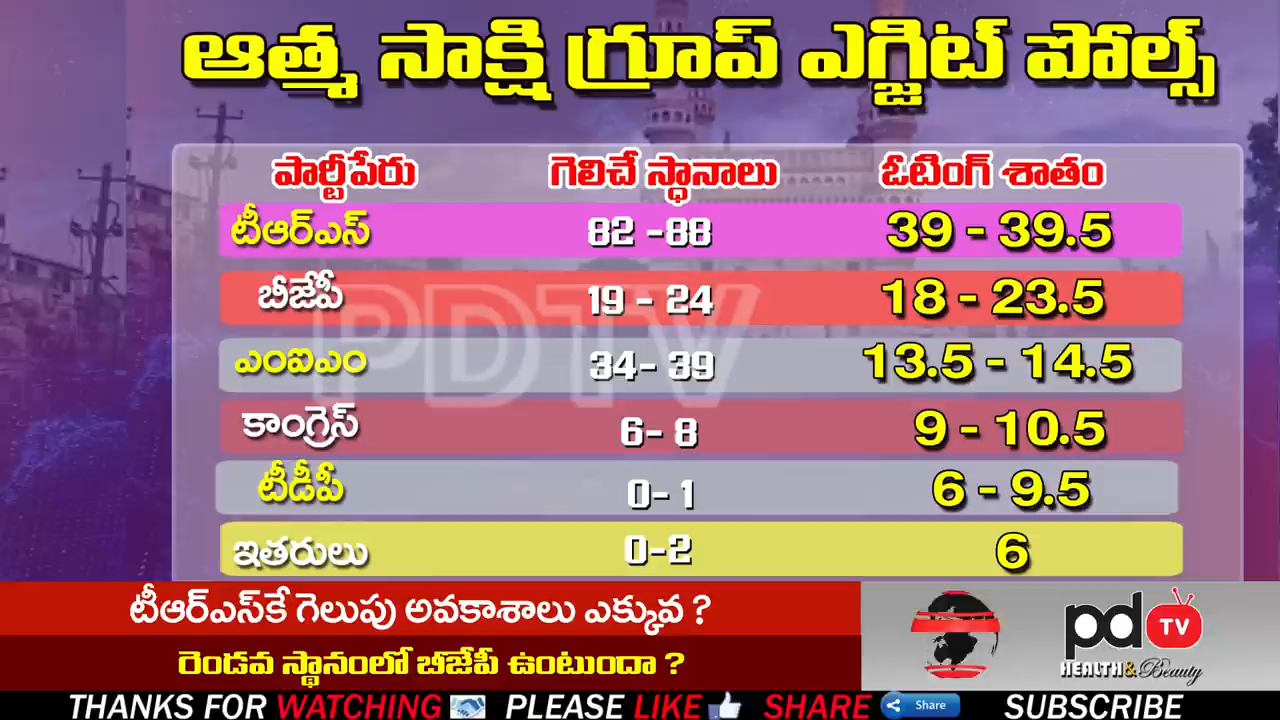 ఆత్మ సాక్షి గ్రూప్ ఎగ్జిట్ పోల్స్
పార్టీపేరు గెలిచే స్ధానాలు ఓటింగ్ శాతం
టీఆర్ఎస్ 82 -88 39 - 39.5
బీజేపీ 19 - 24 18 - 23.5
ఎంఐఎం 34- 39 13.5 - 14.5
కాంగ్రెస్ 6- 8 9 - 10.5
టీడీపీ 0- 1 6 - 9.5
ఇతరులు 0-2 6
PDTV
టీఆర్ఎస్‌కే గెలుపు అవకాశాలు ఎక్కువ ?
రెండవ స్థానంలో బీజేపీ ఉంటుందా ?
pd TV
HEALTH & Beauty
THANKS FOR WATCHING PLEASE LIKE SHARE Share SUBSCRIBE